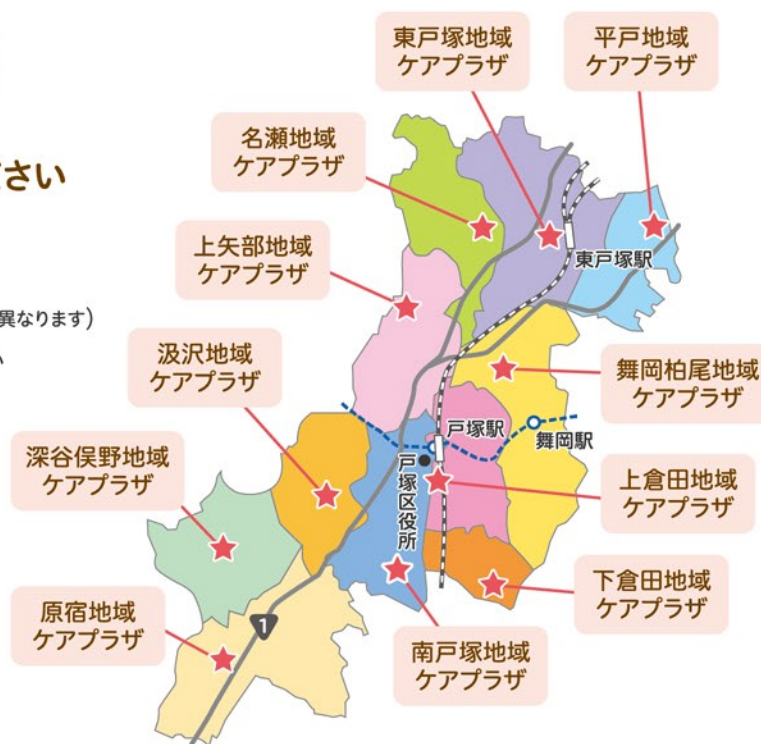 東戸塚地域
ケアプラザ
平戸地域
ケアプラザ
名瀬地域
ケアプラザ
さい
上矢部地域
ケアプラザ
東戸塚駅
異なります)
汲沢地域
ケアプラザ
舞岡柏尾地域
ケアプラザ
戸塚駅
舞岡駅
深谷俣野地域
ケアプラザ
戸塚区役所
上倉田地域
ケアプラザ
下倉田地域
ケアプラザ
原宿地域
ケアプラザ
1
南戸塚地域
ケアプラザ